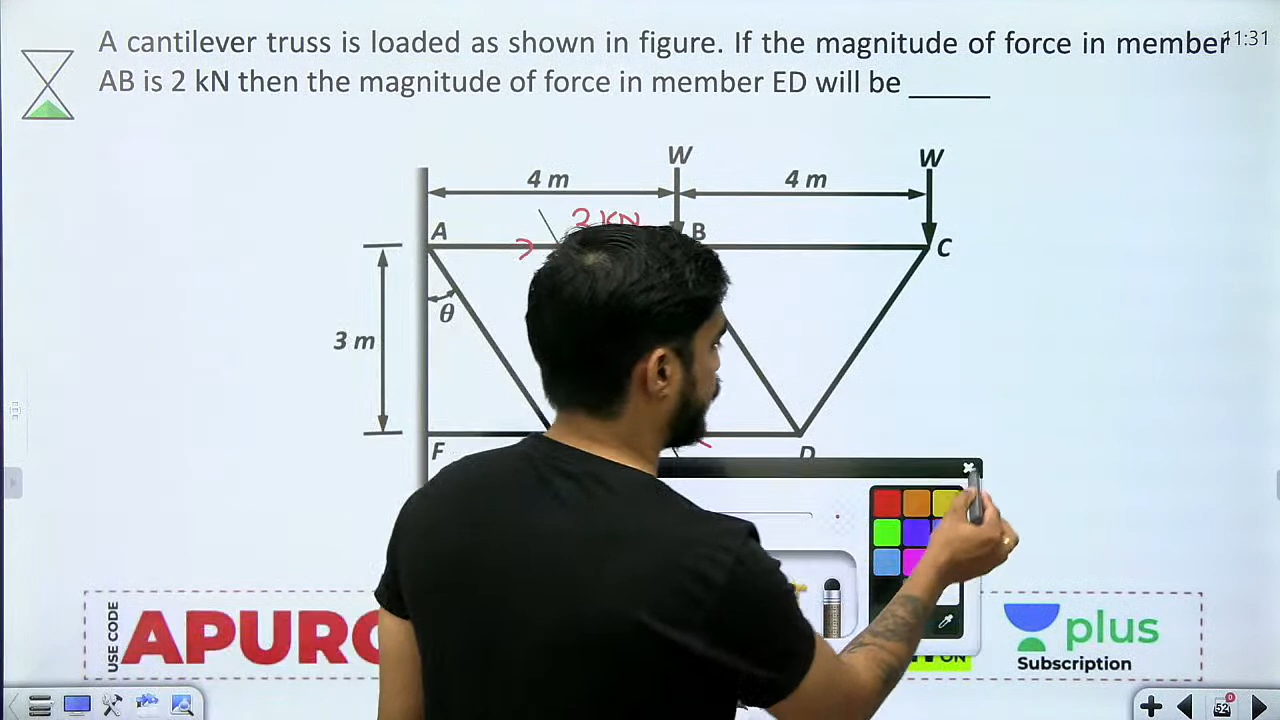 A cantilever truss is loaded as shown in figure. If the magnitude of force in member
11:31
AB is 2 kN then the magnitude of force in member ED will be ______
W
W
4 m
4 m
2 KN
A
B
C
θ
3 m
F
D
USE CODE
APURO
ON
plus
Subscription
52